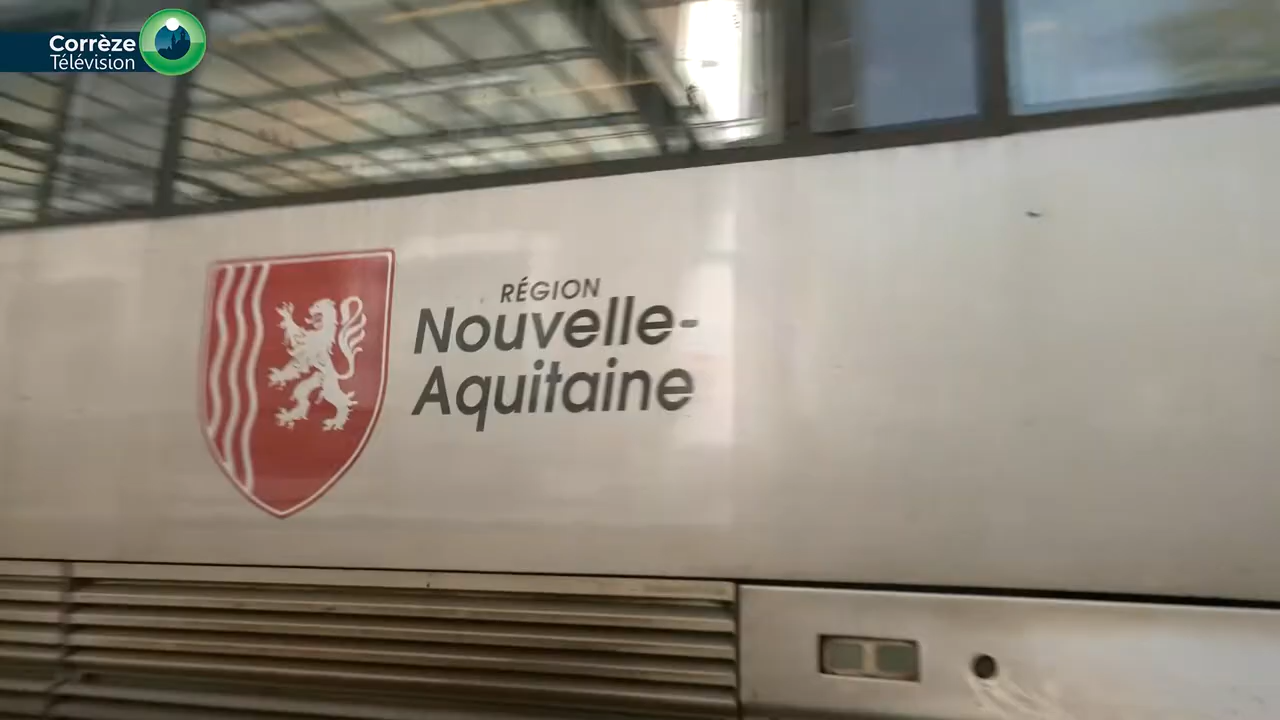 Corrèze
Télévision
RÉGION
Nouvelle-
Aquitaine